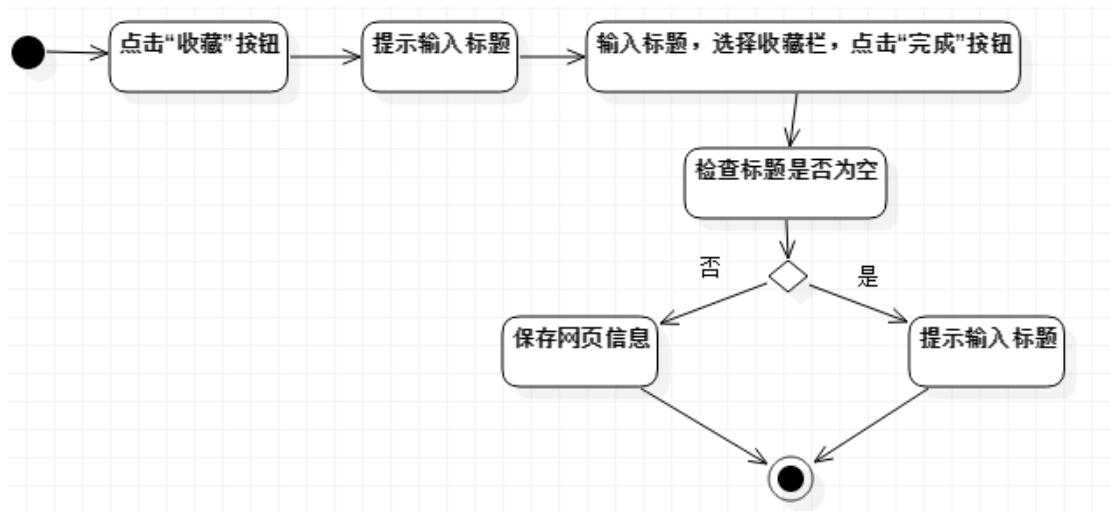 点击“收藏”按钮
提示输入标题
输入标题，选择收藏栏，点击“完成”按钮
检查标题是否为空
否
是
保存网页信息
提示输入标题